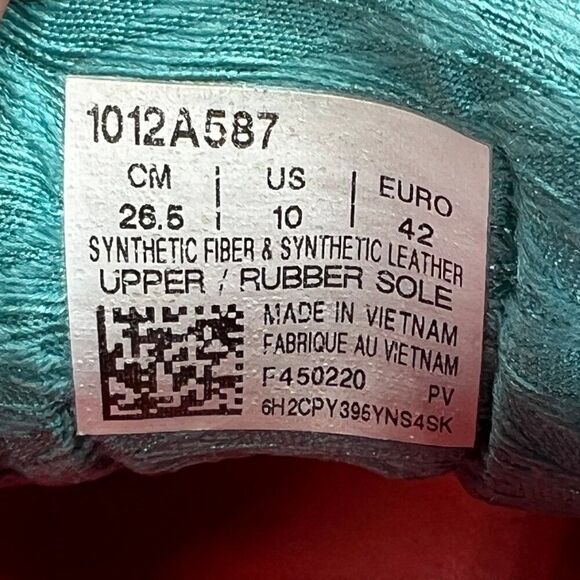 1012A587
CM | US | EURO
26.5 | 10 | 42
SYNTHETIC FIBER & SYNTHETIC LEATHER
UPPER / RUBBER SOLE
MADE IN VIETNAM
FABRIQUE AU VIETNAM
F450220 PV
6H2CPY396YNS4SK